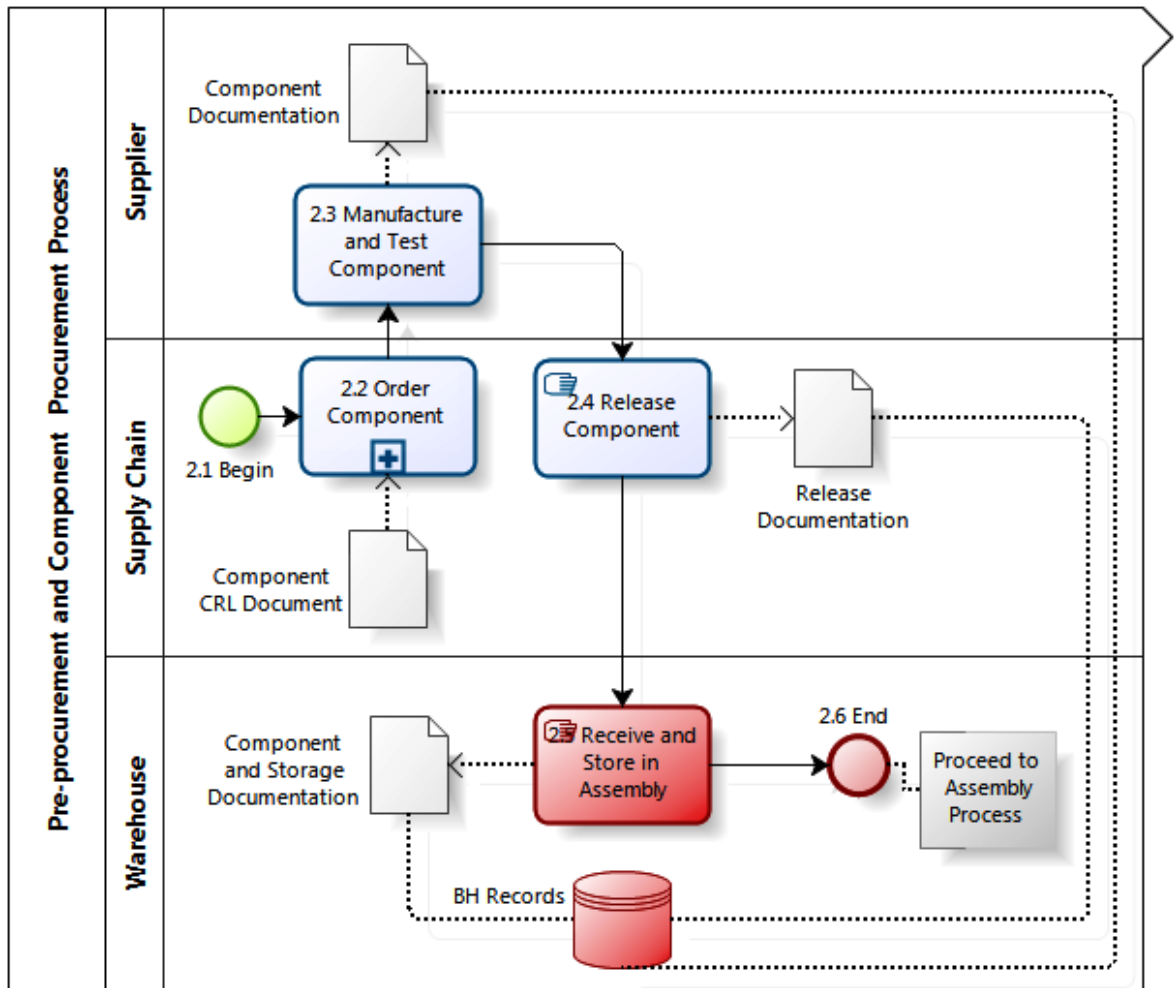 Pre-procurement and Component Procurement Process
Supplier
Component
Documentation
2.3 Manufacture
and Test
Component
Supply Chain
2.1 Begin
2.2 Order
Component
Component
CRL Document
2.4 Release
Component
Release
Documentation
Warehouse
Component
and Storage
Documentation
2.5 Receive and
Store in
Assembly
2.6 End
Proceed to
Assembly
Process
BH Records